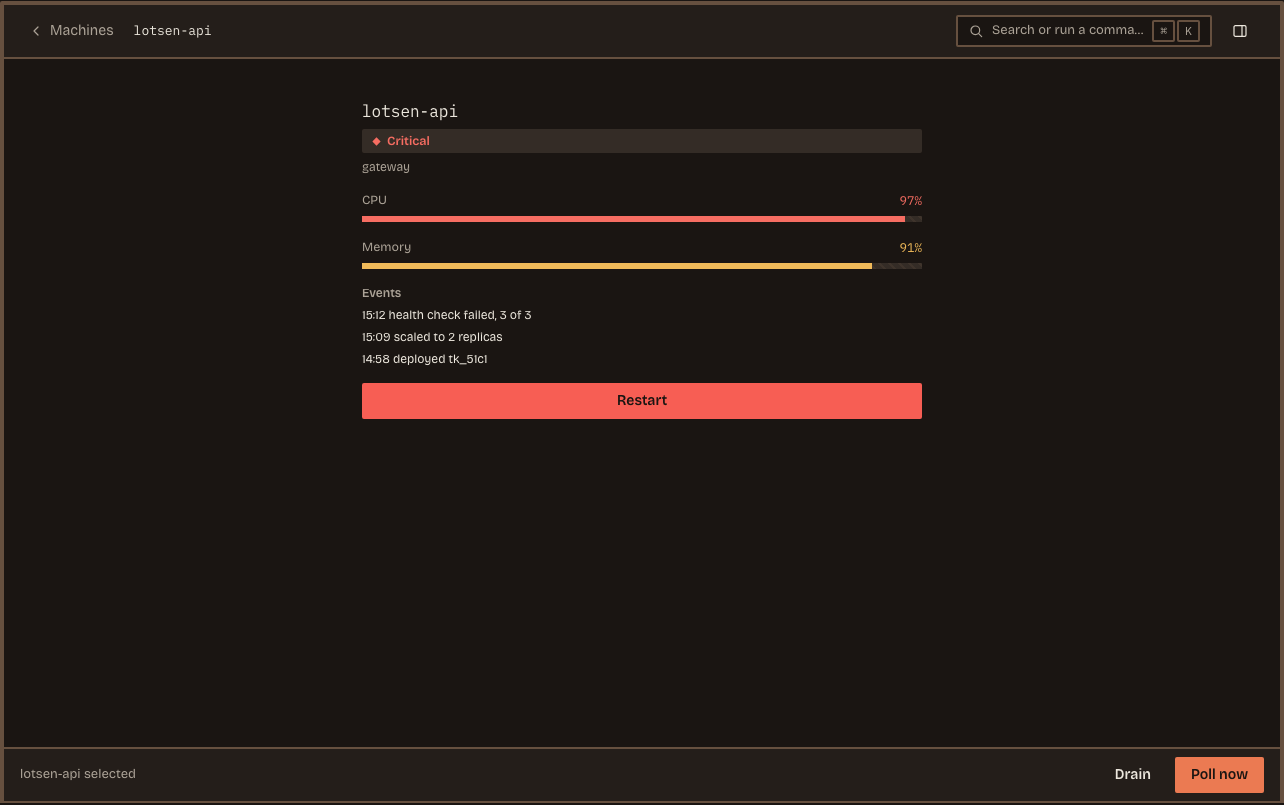 Machines lotsen-api Search or run a comma... ⌘ K
lotsen-api
Critical
gateway
CPU 97%
Memory 91%
Events
15:12 health check failed, 3 of 3
15:09 scaled to 2 replicas
14:58 deployed tk_51c1
Restart
lotsen-api selected Drain Poll now